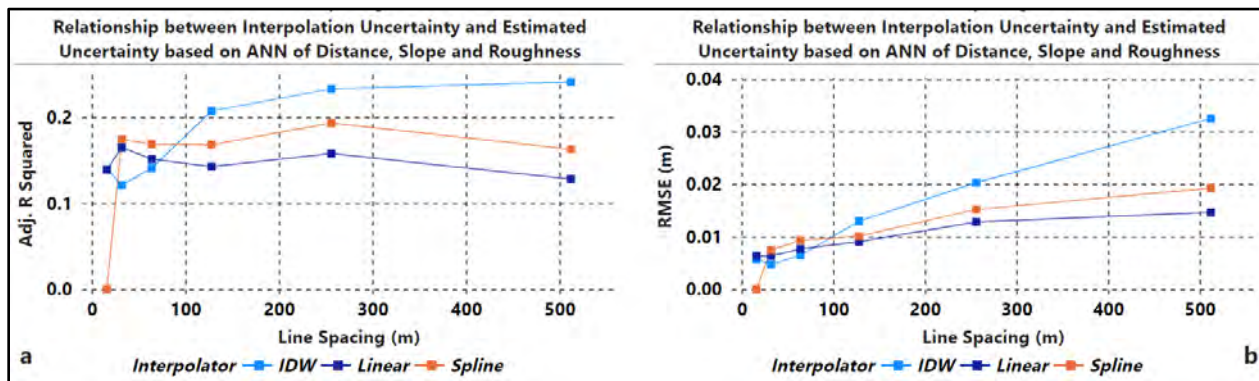 Relationship between Interpolation Uncertainty and Estimated
Uncertainty based on ANN of Distance, Slope and Roughness
Adj. R Squared
0.2
0.1
0.0
0
100
200
300
400
500
Line Spacing (m)
a
Interpolator
IDW
Linear
Spline
Relationship between Interpolation Uncertainty and Estimated
Uncertainty based on ANN of Distance, Slope and Roughness
RMSE (m)
0.04
0.03
0.02
0.01
0.00
0
100
200
300
400
500
Line Spacing (m)
Interpolator
IDW
Linear
Spline
b